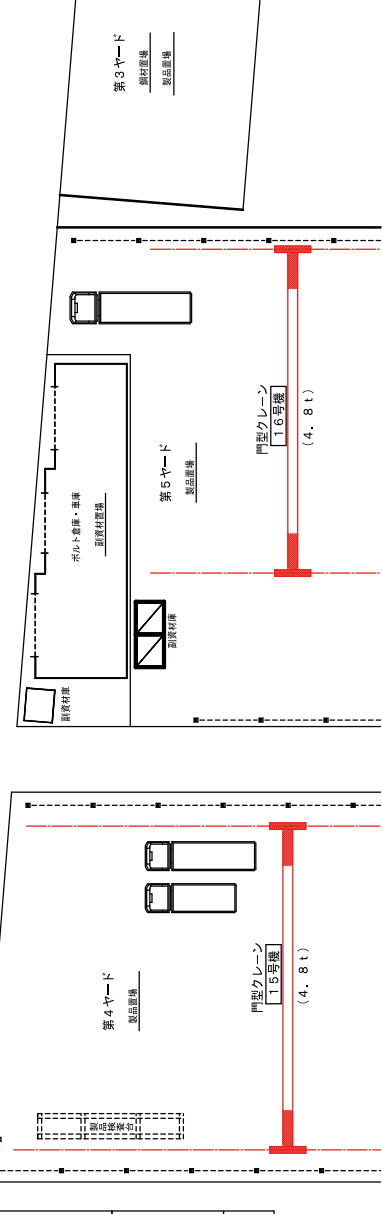 第3ヤード
鋼材置場
製品置場
ボルト倉庫・車庫
副資材置場
第5ヤード
製品置場
門型クレーン
16号機
(4.8t)
副資材庫
副資材庫
第4ヤード
製品置場
門型クレーン
15号機
(4.8t)
製品検査台